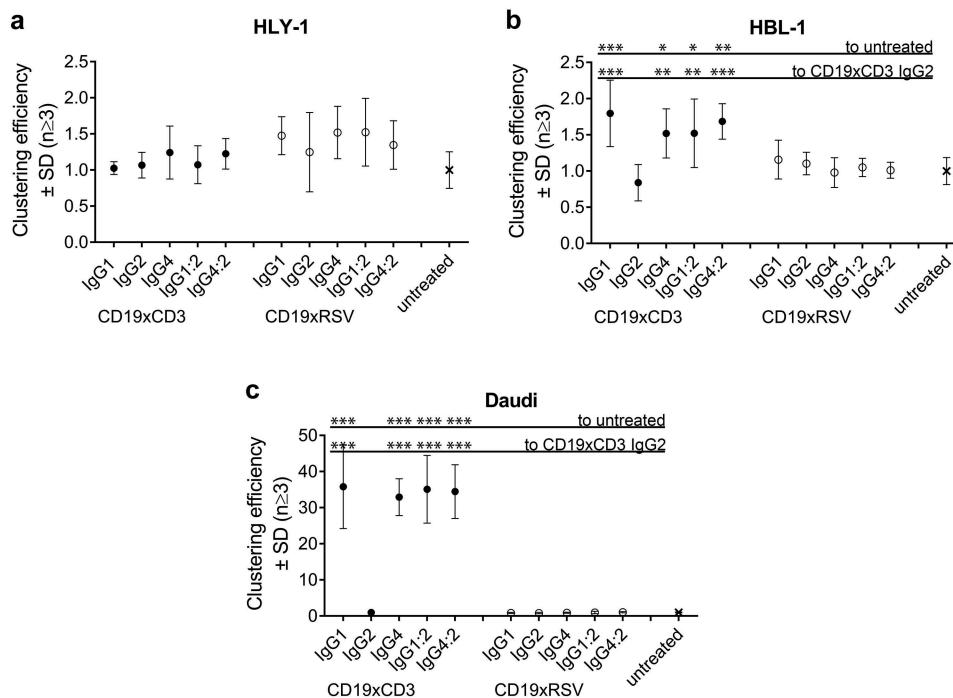 a
HLY-1
Clustering efficiency
± SD (n≥3)
2.5
2.0
1.5
1.0
0.5
0.0
IgG1
IgG2
IgG4
IgG1:2
IgG4:2
IgG1
IgG2
IgG4
IgG1:2
IgG4:2
untreated
CD19xCD3
CD19xRSV
b
HBL-1
*** * * ** to untreated
*** ** ** *** to CD19xCD3 IgG2
Clustering efficiency
± SD (n≥3)
2.5
2.0
1.5
1.0
0.5
0.0
IgG1
IgG2
IgG4
IgG1:2
IgG4:2
IgG1
IgG2
IgG4
IgG1:2
IgG4:2
untreated
CD19xCD3
CD19xRSV
c
Daudi
*** *** *** *** to untreated
*** *** *** *** to CD19xCD3 IgG2
Clustering efficiency
± SD (n≥3)
50
40
30
20
10
0
IgG1
IgG2
IgG4
IgG1:2
IgG4:2
IgG1
IgG2
IgG4
IgG1:2
IgG4:2
untreated
CD19xCD3
CD19xRSV